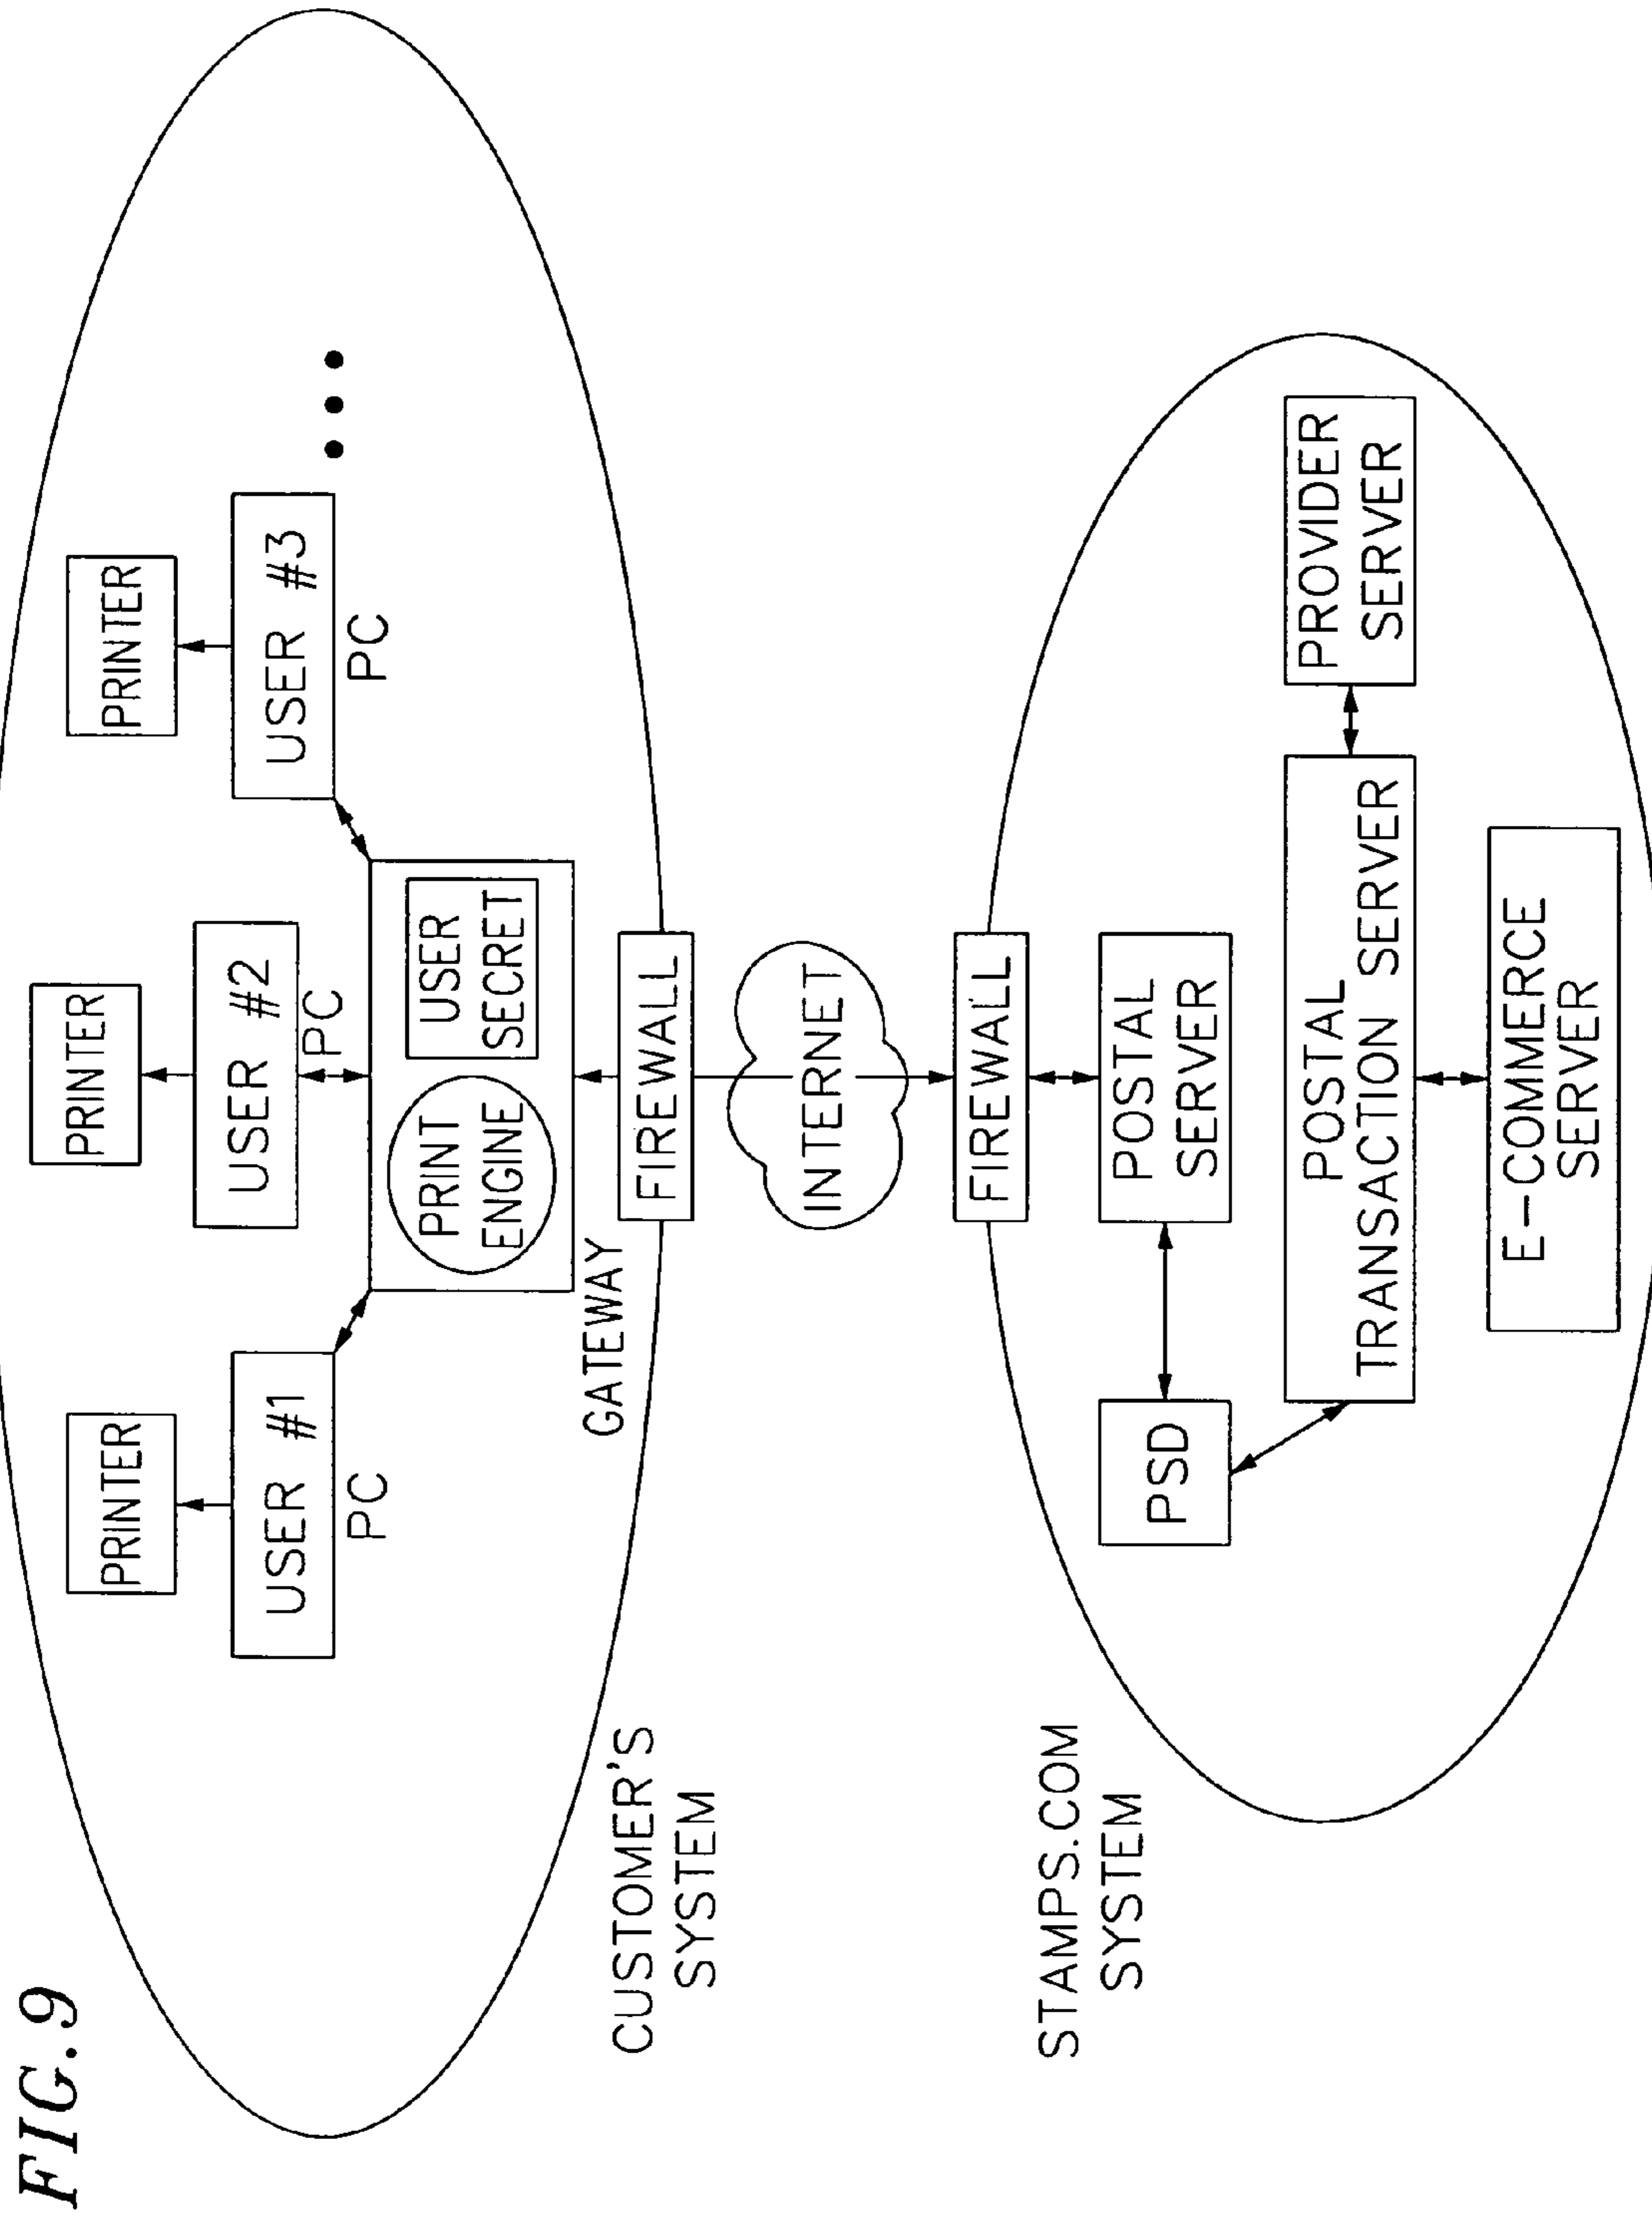 FIG.9
PRINTER
PRINTER
PRINTER
USER #1
PC
USER #2
PC
USER #3
PC
PRINT
ENGINE
USER
SECRET
GATEWAY
FIREWALL
CUSTOMER'S
SYSTEM
INTERNET
STAMPS.COM
SYSTEM
FIREWALL
PSD
POSTAL
SERVER
POSTAL
TRANSACTION SERVER
PROVIDER
SERVER
E-COMMERCE
SERVER